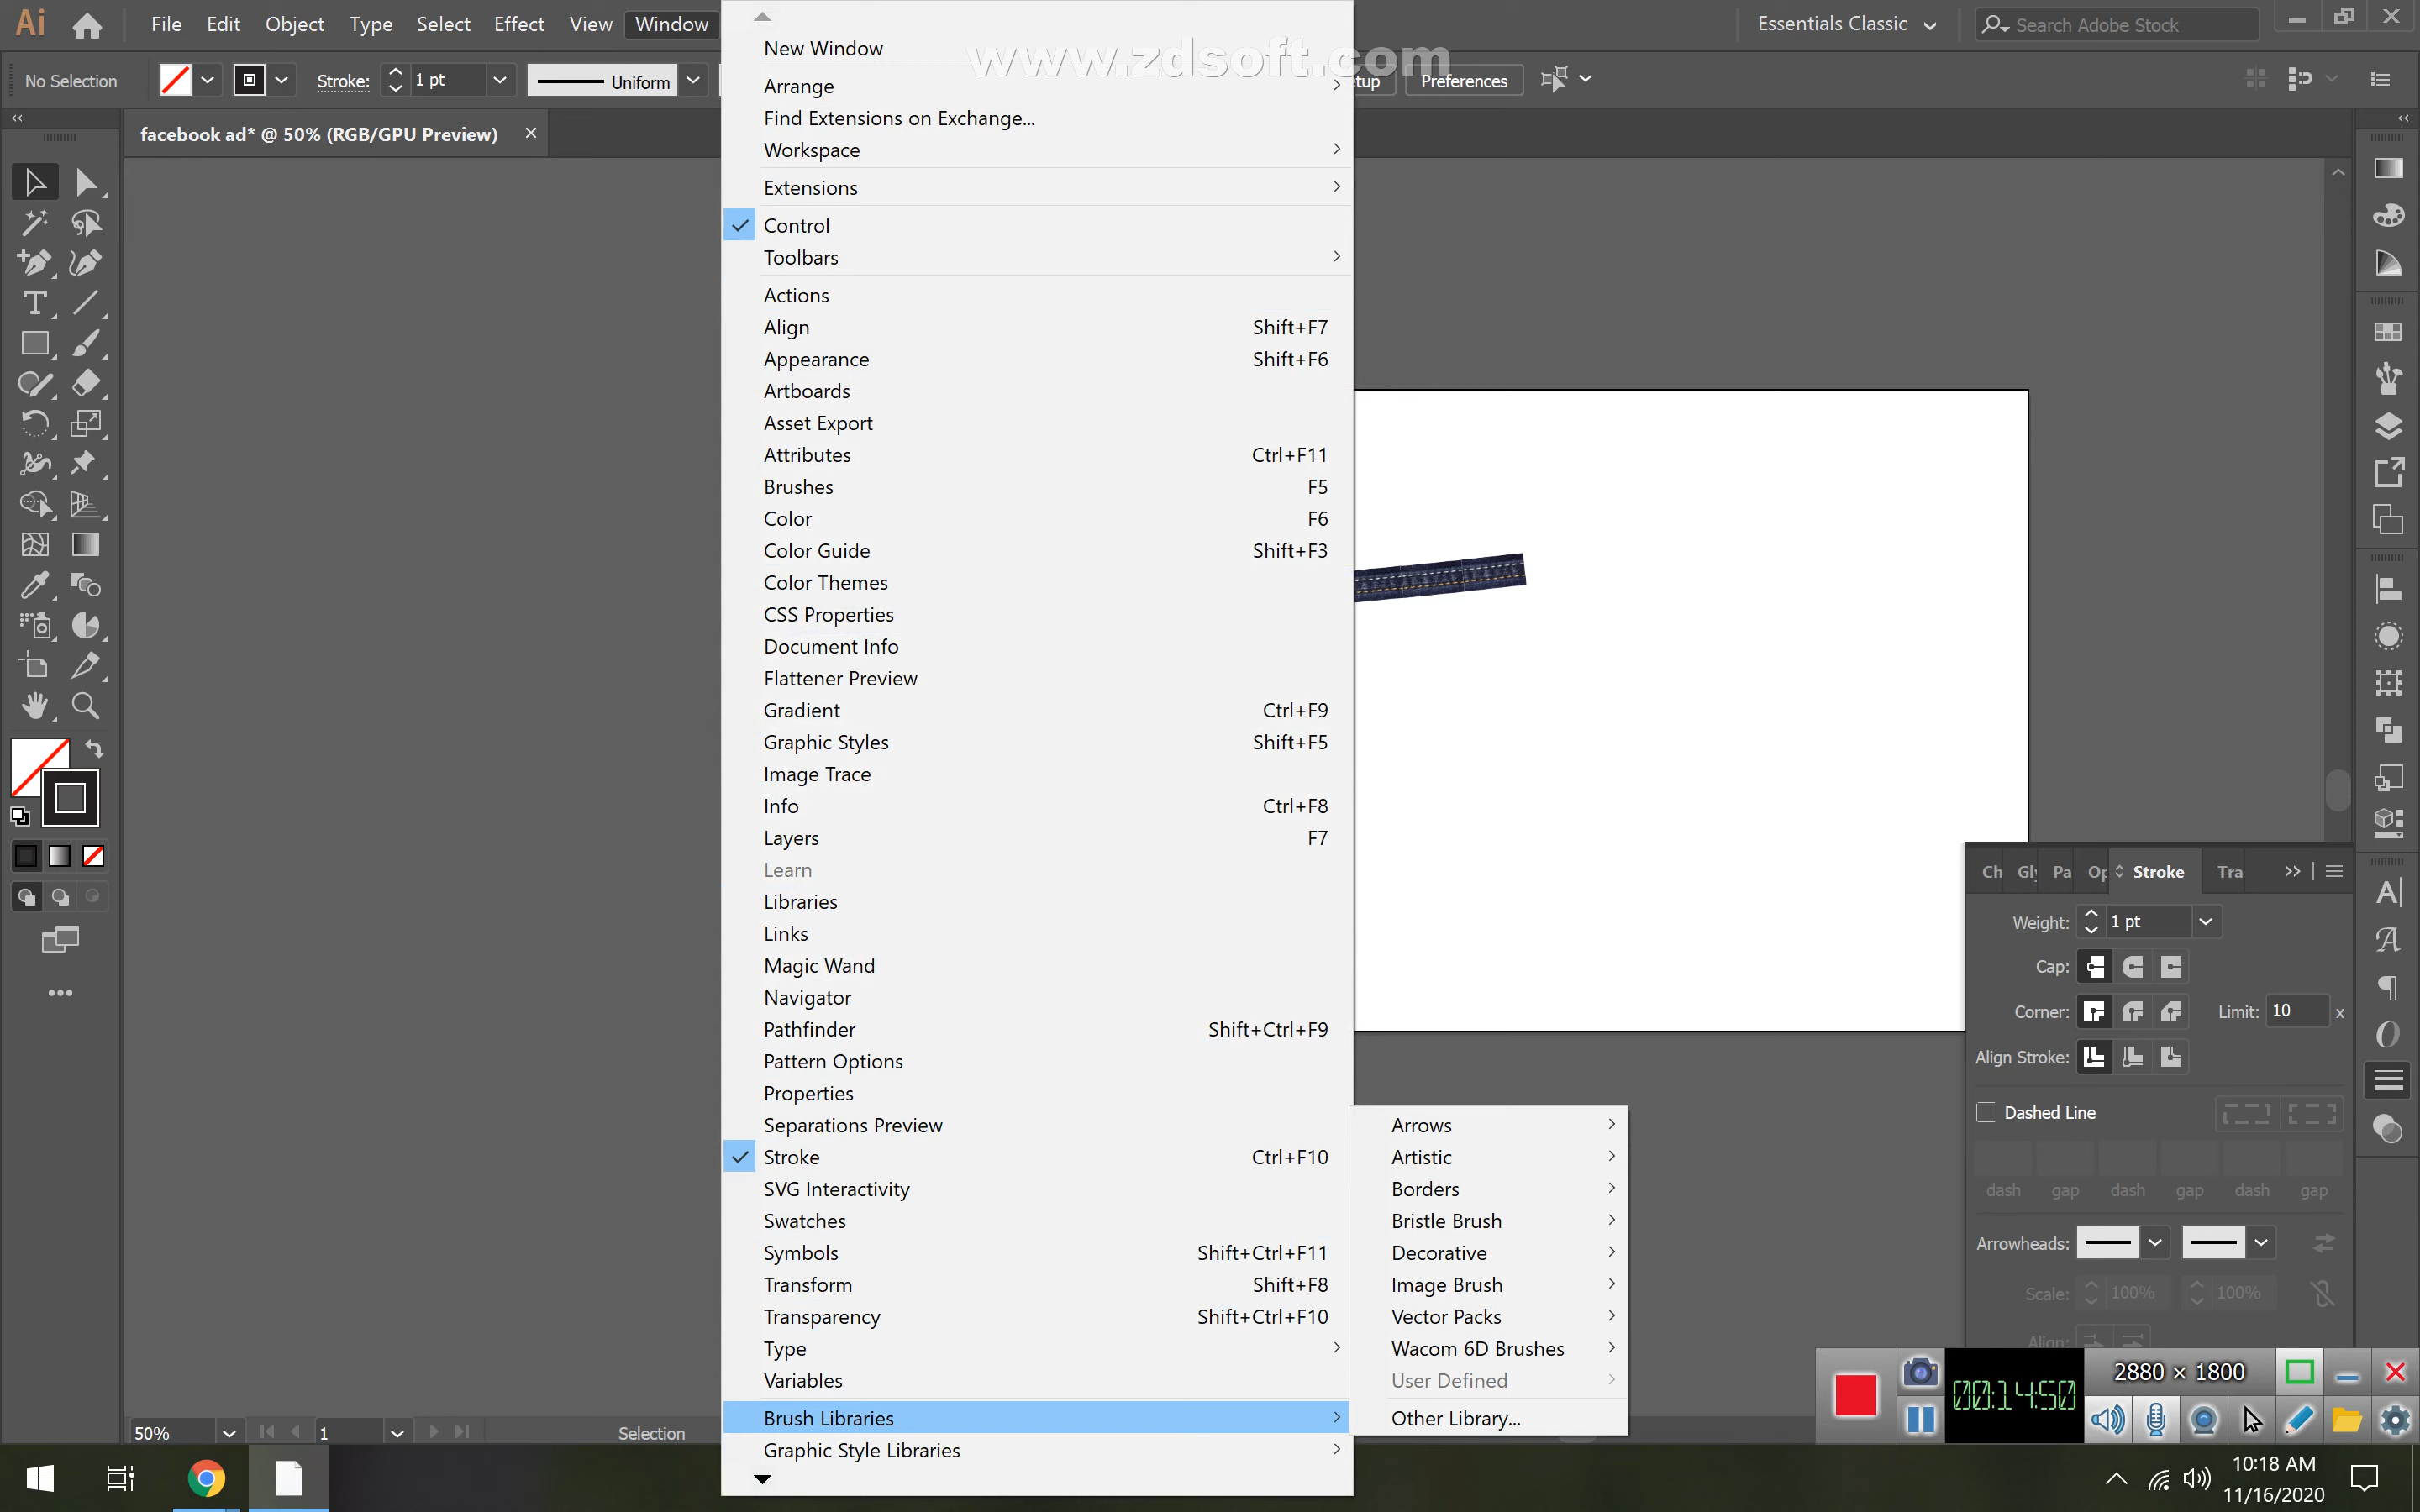 Ai File Edit Object Type Select Effect View Window Essentials Classic Search Adobe Stock
No Selection Stroke: 1 pt Uniform etup Preferences
www.zdsoft.com
facebook ad* @ 50% (RGB/GPU Preview)
New Window
Arrange
Find Extensions on Exchange...
Workspace
Extensions
Control
Toolbars
Actions
Align Shift+F7
Appearance Shift+F6
Artboards
Asset Export
Attributes Ctrl+F11
Brushes F5
Color F6
Color Guide Shift+F3
Color Themes
CSS Properties
Document Info
Flattener Preview
Gradient Ctrl+F9
Graphic Styles Shift+F5
Image Trace
Info Ctrl+F8
Layers F7
Learn
Libraries
Links
Magic Wand
Navigator
Pathfinder Shift+Ctrl+F9
Pattern Options
Properties
Separations Preview
Stroke Ctrl+F10
SVG Interactivity
Swatches
Symbols Shift+Ctrl+F11
Transform Shift+F8
Transparency Shift+Ctrl+F10
Type
Variables
Brush Libraries
Graphic Style Libraries
Arrows
Artistic
Borders
Bristle Brush
Decorative
Image Brush
Vector Packs
Wacom 6D Brushes
User Defined
Other Library...
Ch Gly Pa Op Stroke Tra
Weight: 1 pt
Cap:
Corner: Limit: 10 x
Align Stroke:
Dashed Line
dash gap dash gap dash gap
Arrowheads:
Scale: 100% 100%
Align:
2880 × 1800
00:14:50
50% 1 Selection
10:18 AM
11/16/2020